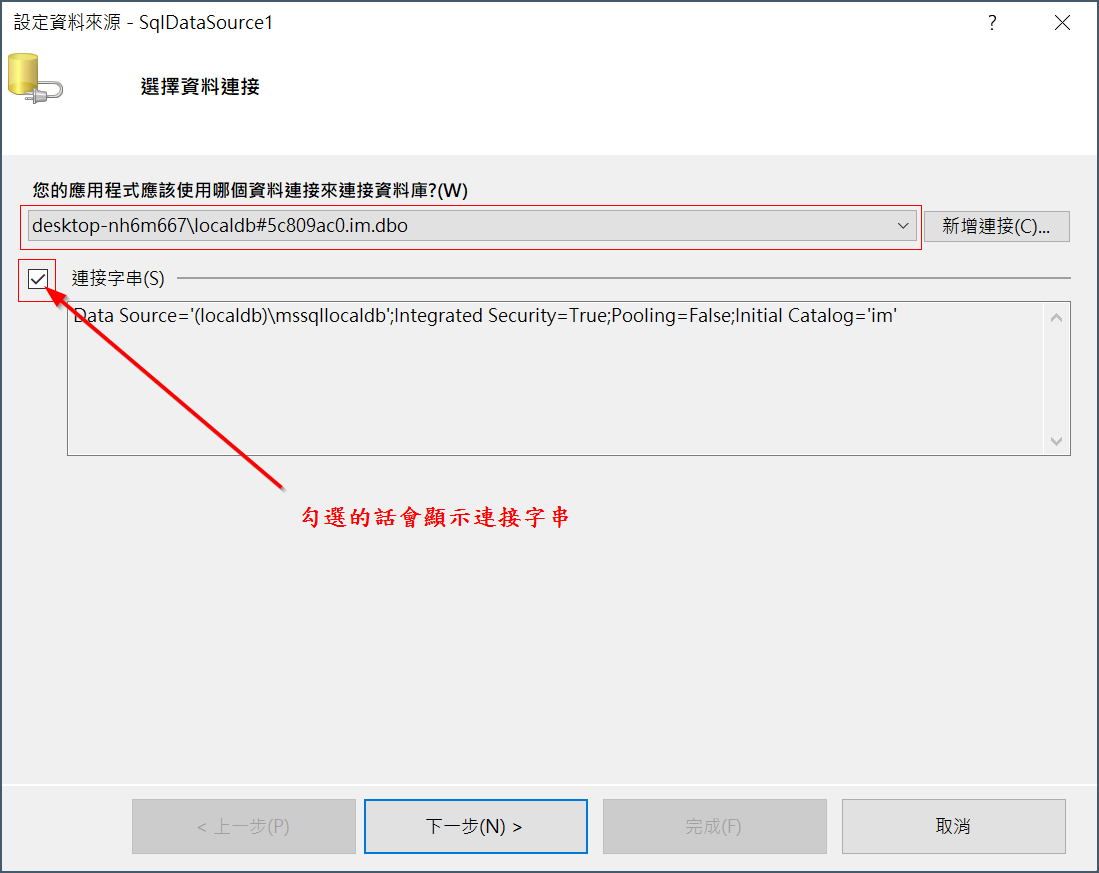 設定資料來源 - SqlDataSource1
?
選擇資料連接
您的應用程式應該使用哪個資料連接來連接資料庫?(W)
desktop-nh6m667\localdb#5c809ac0.im.dbo
新增連接(C)...
連接字串(S)
Data Source='(localdb)\mssqllocaldb';Integrated Security=True;Pooling=False;Initial Catalog='im'
勾選的話會顯示連接字串
< 上一步(P)
下一步(N) >
完成(F)
取消